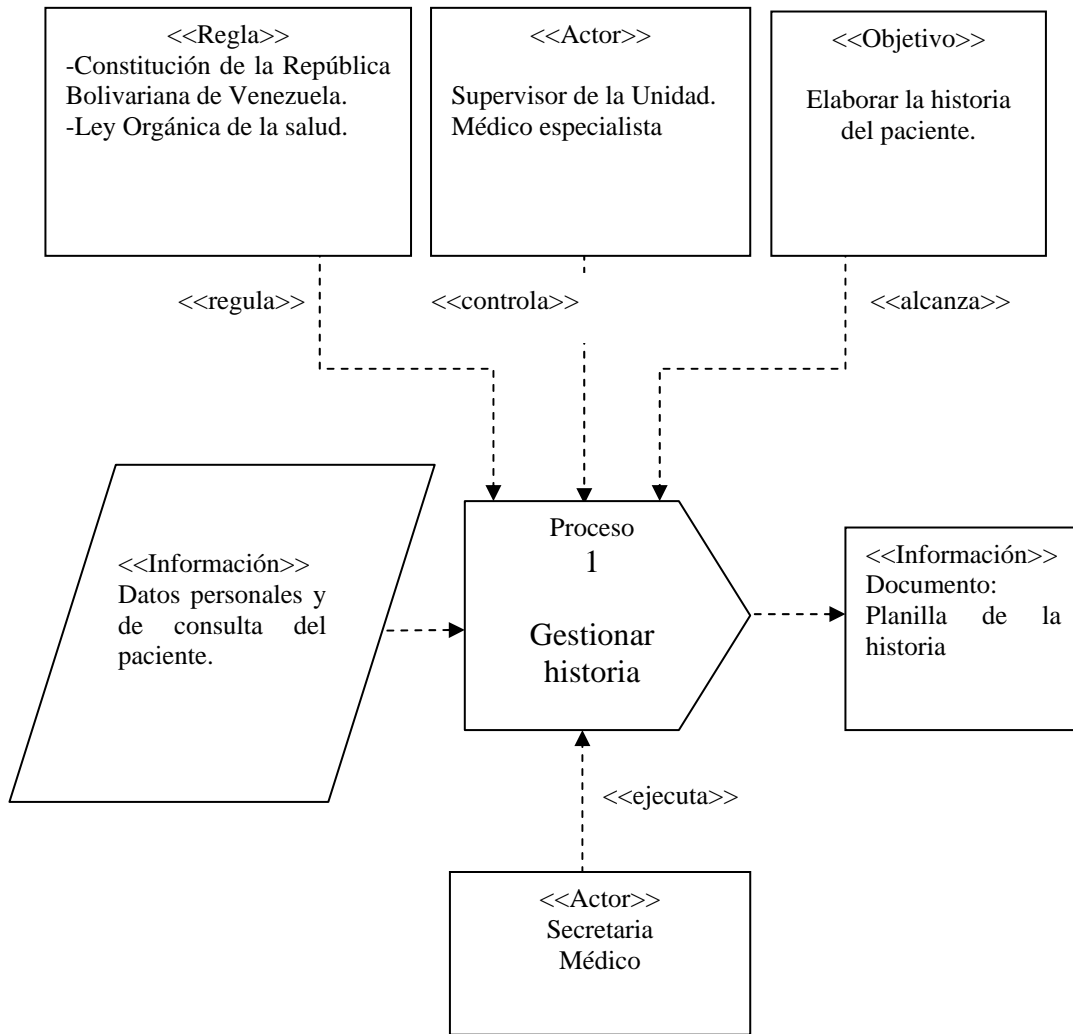 <<Regla>>
-Constitución de la República
Bolivariana de Venezuela.
-Ley Orgánica de la salud.
<<Actor>>
Supervisor de la Unidad.
Médico especialista
<<Objetivo>>
Elaborar la historia
del paciente.
<<regula>>
<<controla>>
<<alcanza>>
<<Información>>
Datos personales y
de consulta del
paciente.
Proceso
1
Gestionar
historia
<<Información>>
Documento:
Planilla de la
historia
<<ejecuta>>
<<Actor>>
Secretaria
Médico